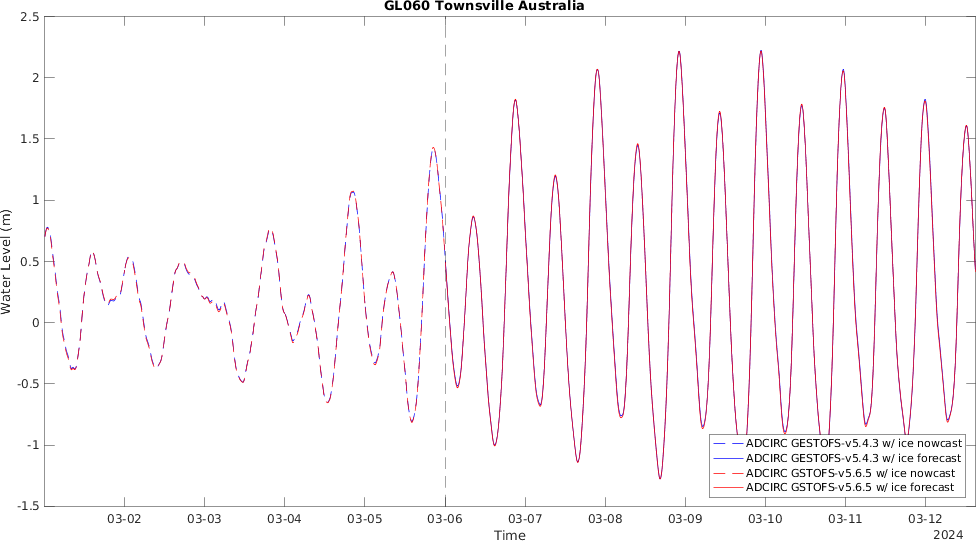 GL060 Townsville Australia
2.5
2
1.5
1
0.5
0
-0.5
-1
-1.5
Water Level (m)
ADCIRC GESTOFS-v5.4.3 w/ ice nowcast
ADCIRC GESTOFS-v5.4.3 w/ ice forecast
ADCIRC GSTOFS-v5.6.5 w/ ice nowcast
ADCIRC GSTOFS-v5.6.5 w/ ice forecast
03-02 03-03 03-04 03-05 03-06 03-07 03-08 03-09 03-10 03-11 03-12
Time
2024